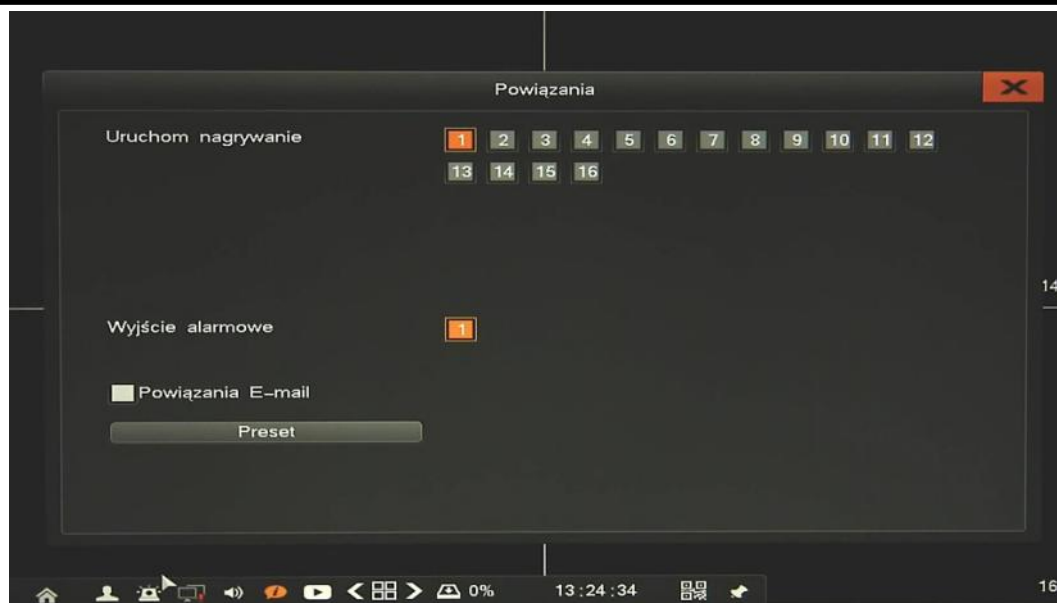 Powiązania
Uruchom nagrywanie 1 2 3 4 5 6 7 8 9 10 11 12
13 14 15 16
14
Wyjście alarmowe 1
Powiązania E-mail
Preset
0% 13:24:34
16